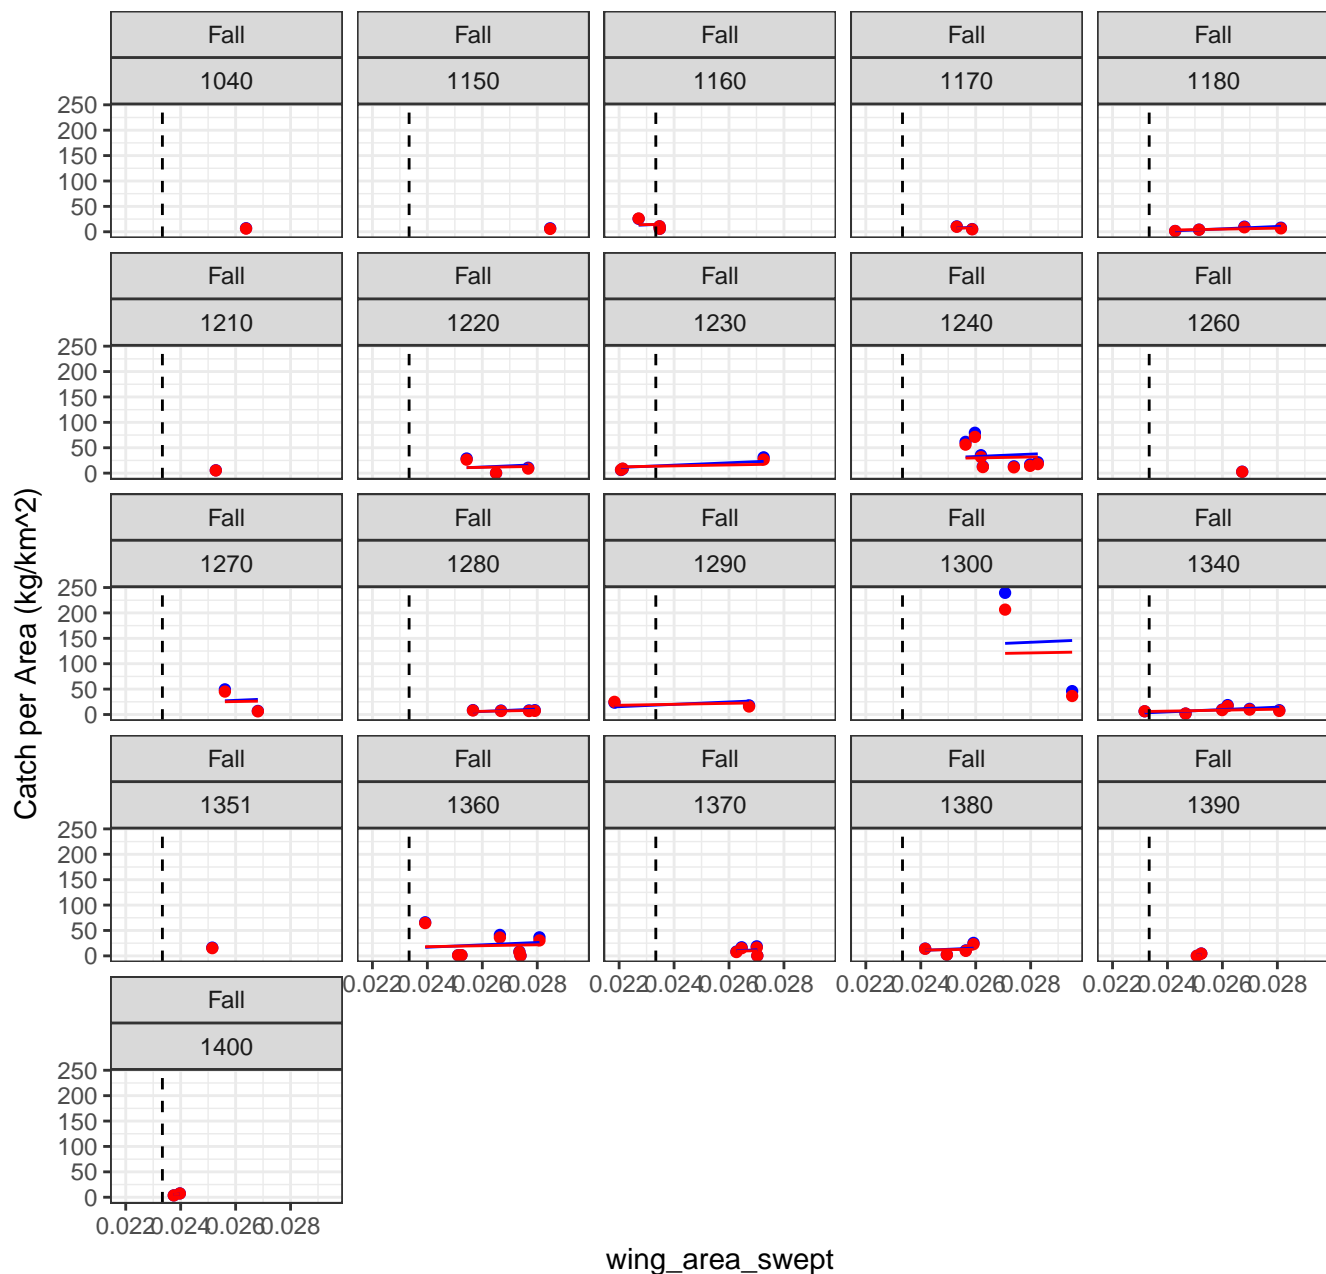 Fall Fall Fall Fall Fall
1040 1150 1160 1170 1180
250
200
150
100
50
0
Fall Fall Fall Fall Fall
1210 1220 1230 1240 1260
250
200
150
100
50
0
Catch per Area (kg/km^2)
Fall Fall Fall Fall Fall
1270 1280 1290 1300 1340
250
200
150
100
50
0
Fall Fall Fall Fall Fall
1351 1360 1370 1380 1390
250
200
150
100
50
0
0.022 0.024 0.026 0.028 0.022 0.024 0.026 0.028 0.022 0.024 0.026 0.028 0.022 0.024 0.026 0.028
Fall
1400
250
200
150
100
50
0
0.022 0.024 0.026 0.028
wing_area_swept